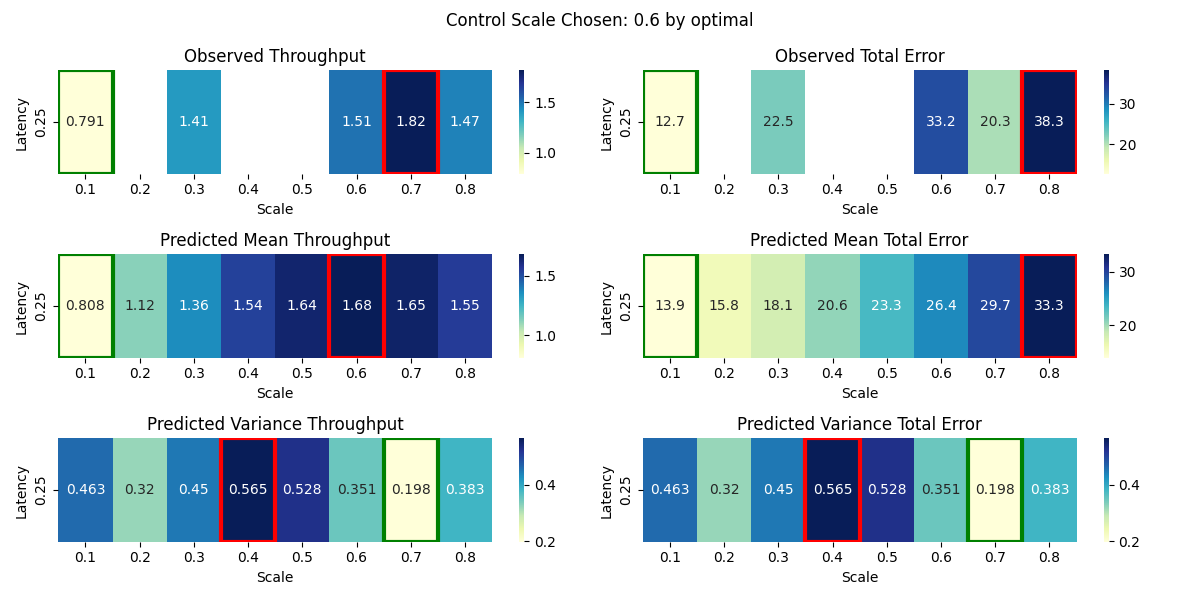 Control Scale Chosen: 0.6 by optimal
Observed Throughput
Latency
0.25
0.791 1.41 1.51 1.82 1.47
0.1 0.2 0.3 0.4 0.5 0.6 0.7 0.8
Scale
1.5
1.0
Observed Total Error
Latency
0.25
12.7 22.5 33.2 20.3 38.3
0.1 0.2 0.3 0.4 0.5 0.6 0.7 0.8
Scale
30
20
Predicted Mean Throughput
Latency
0.25
0.808 1.12 1.36 1.54 1.64 1.68 1.65 1.55
0.1 0.2 0.3 0.4 0.5 0.6 0.7 0.8
Scale
1.5
1.0
Predicted Mean Total Error
Latency
0.25
13.9 15.8 18.1 20.6 23.3 26.4 29.7 33.3
0.1 0.2 0.3 0.4 0.5 0.6 0.7 0.8
Scale
30
20
Predicted Variance Throughput
Latency
0.25
0.463 0.32 0.45 0.565 0.528 0.351 0.198 0.383
0.1 0.2 0.3 0.4 0.5 0.6 0.7 0.8
Scale
0.4
0.2
Predicted Variance Total Error
Latency
0.25
0.463 0.32 0.45 0.565 0.528 0.351 0.198 0.383
0.1 0.2 0.3 0.4 0.5 0.6 0.7 0.8
Scale
0.4
0.2